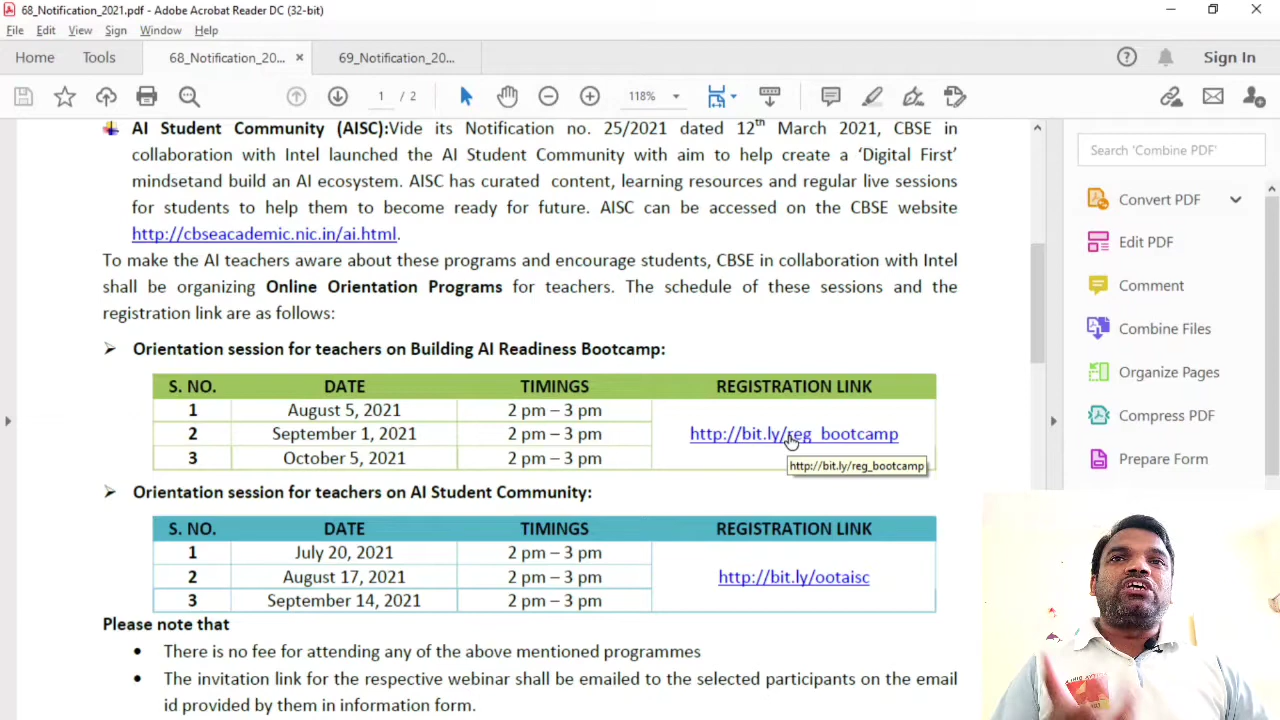 68_Notification_2021.pdf - Adobe Acrobat Reader DC (32-bit)
File Edit View Sign Window Help
Home Tools 68_Notification_20... × 69_Notification_20... Sign In
1 / 2 118%
AI Student Community (AISC):Vide its Notification no. 25/2021 dated 12th March 2021, CBSE in
collaboration with Intel launched the AI Student Community with aim to help create a ‘Digital First’
mindsetand build an AI ecosystem. AISC has curated content, learning resources and regular live sessions
for students to help them to become ready for future. AISC can be accessed on the CBSE website
http://cbseacademic.nic.in/ai.html.
To make the AI teachers aware about these programs and encourage students, CBSE in collaboration with Intel
shall be organizing Online Orientation Programs for teachers. The schedule of these sessions and the
registration link are as follows:
Orientation session for teachers on Building AI Readiness Bootcamp:
S. NO. DATE TIMINGS REGISTRATION LINK
1 August 5, 2021 2 pm – 3 pm
2 September 1, 2021 2 pm – 3 pm http://bit.ly/reg_bootcamp
3 October 5, 2021 2 pm – 3 pm
http://bit.ly/reg_bootcamp
Orientation session for teachers on AI Student Community:
S. NO. DATE TIMINGS REGISTRATION LINK
1 July 20, 2021 2 pm – 3 pm
2 August 17, 2021 2 pm – 3 pm http://bit.ly/ootaisc
3 September 14, 2021 2 pm – 3 pm
Please note that
• There is no fee for attending any of the above mentioned programmes
• The invitation link for the respective webinar shall be emailed to the selected participants on the email
id provided by them in information form.
Search 'Combine PDF'
Convert PDF
Edit PDF
Comment
Combine Files
Organize Pages
Compress PDF
Prepare Form